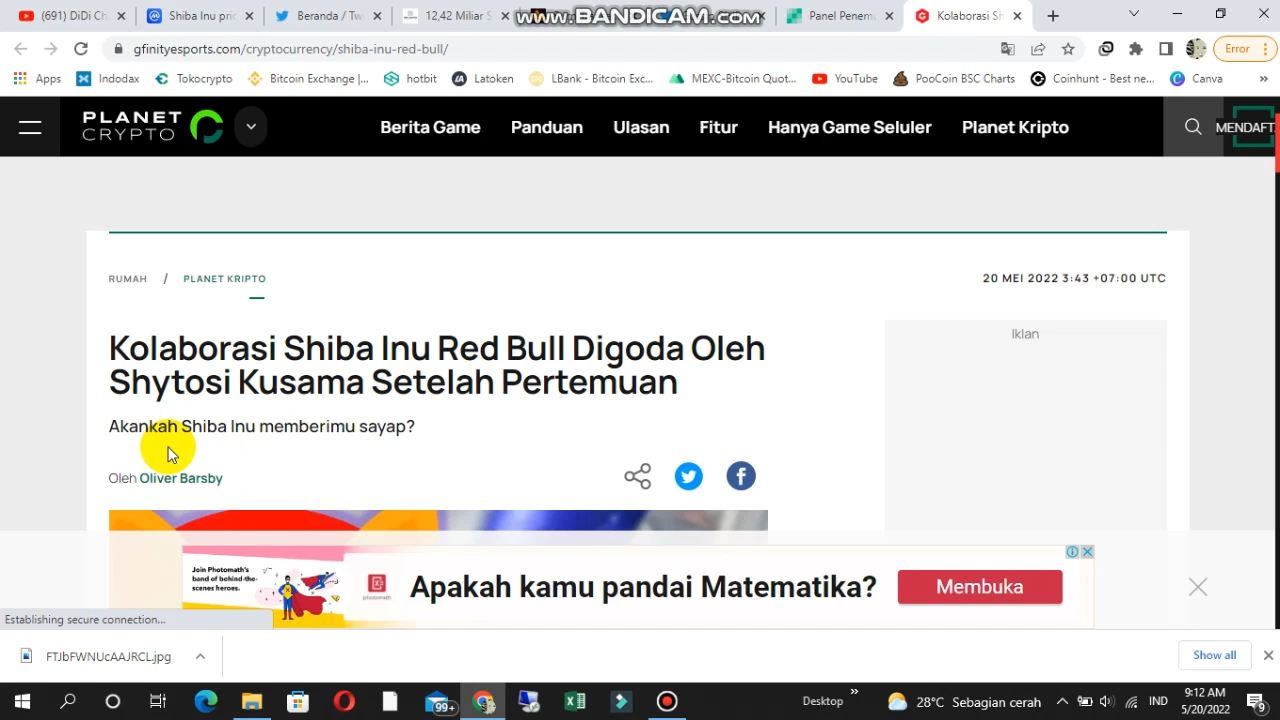 (691) DiDi Ch
Shiba Inu pric
Beranda / Tw
12,42 Miliar S
www.BANDICAM.com
Panel Penem
Kolaborasi Sh
gfinityesports.com/cryptocurrency/shiba-inu-red-bull/
Error
Apps
Indodax
Tokocrypto
Bitcoin Exchange |...
hotbit
Latoken
LBank - Bitcoin Exc...
MEXC-Bitcoin Quot...
YouTube
PooCoin BSC Charts
Coinhunt - Best ne...
Canva
»
PLANET
CRYPTO
Berita Game
Panduan
Ulasan
Fitur
Hanya Game Seluler
Planet Kripto
MENDAFT
RUMAH / PLANET KRIPTO
20 MEI 2022 3:43 +07:00 UTC
Kolaborasi Shiba Inu Red Bull Digoda Oleh
Shytosi Kusama Setelah Pertemuan
Iklan
Akankah Shiba Inu memberimu sayap?
Oleh Oliver Barsby
Join Photomath's
band of behind-the-
scenes heroes.
photomath
Apakah kamu pandai Matematika?
Membuka
Establishing secure connection...
FTJbFWNUcAAJRCL.jpg
Show all
99+
Desktop
»
28°C Sebagian cerah
IND
9:12 AM
5/20/2022
9